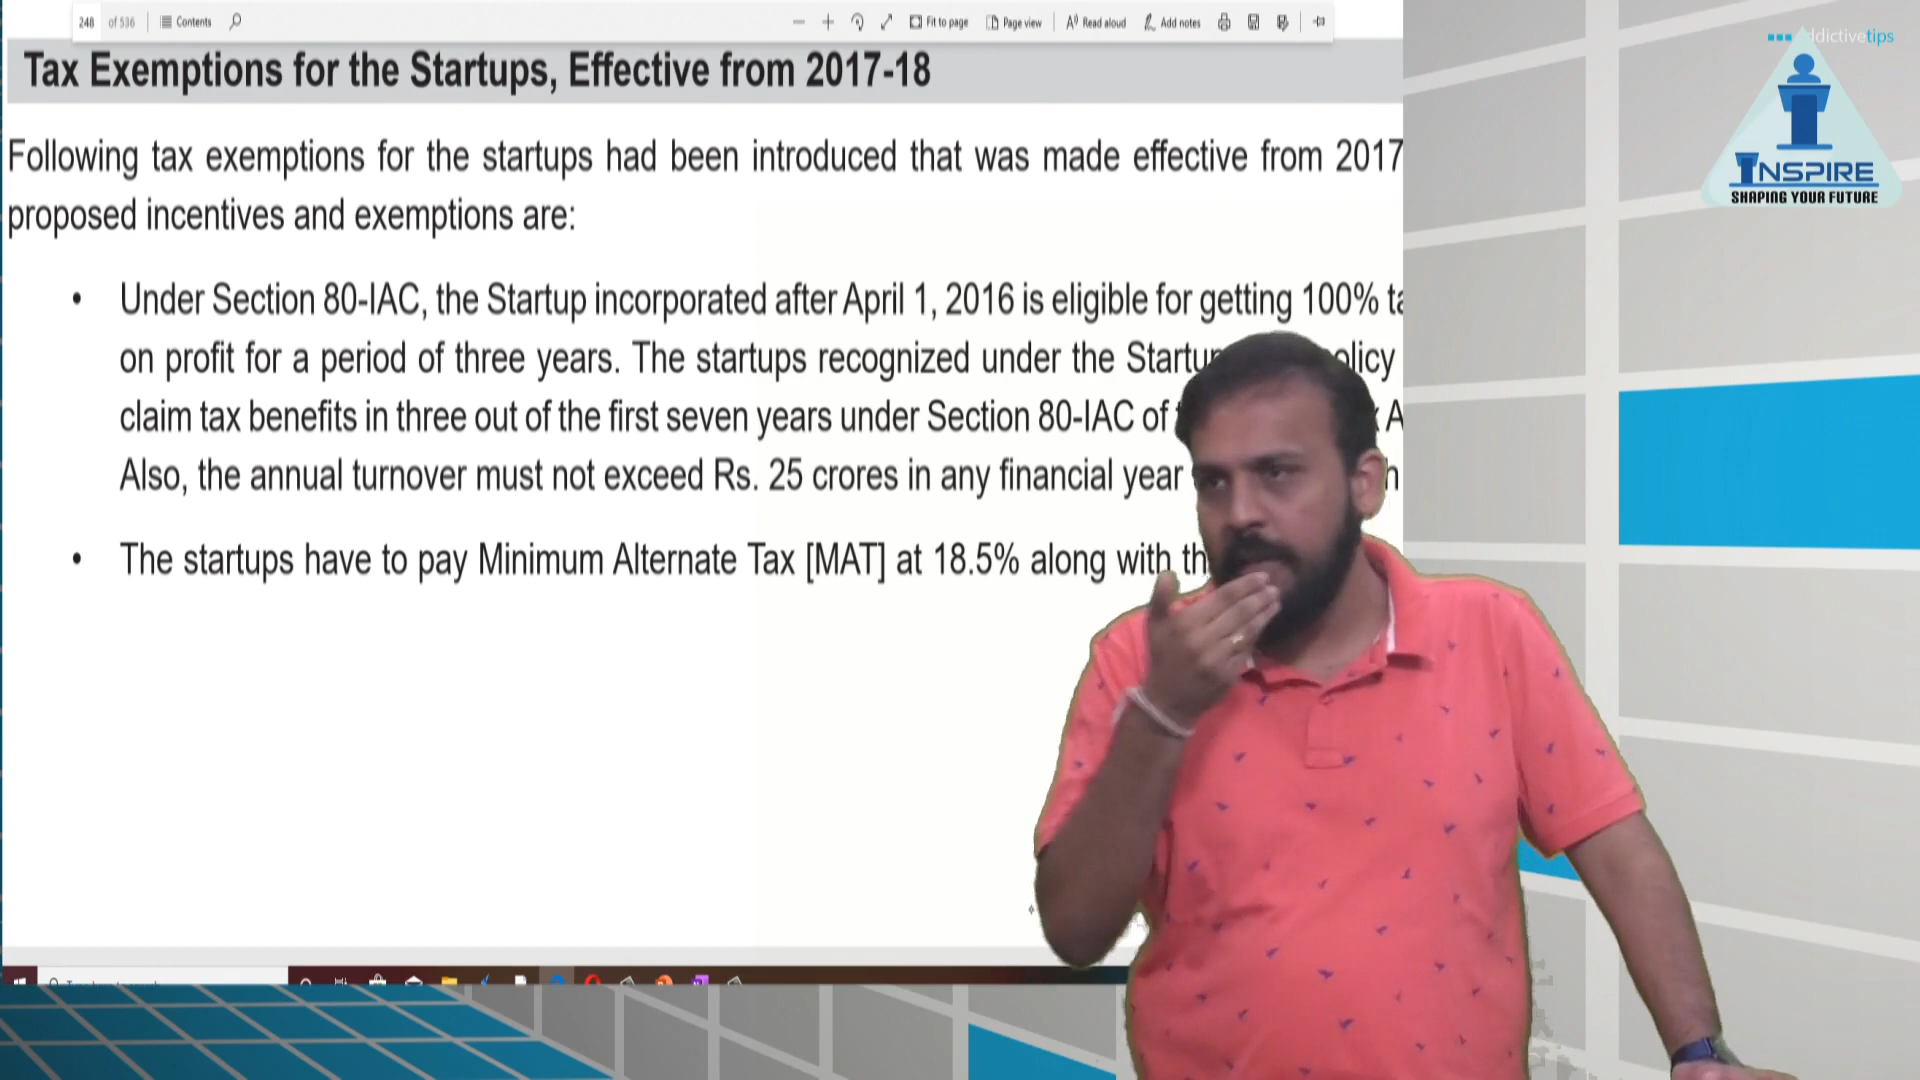 248 of 536 Contents Fit to page Page view Read aloud Add notes
dictivetips
Tax Exemptions for the Startups, Effective from 2017-18
Following tax exemptions for the startups had been introduced that was made effective from 2017
proposed incentives and exemptions are:
• Under Section 80-IAC, the Startup incorporated after April 1, 2016 is eligible for getting 100%
on profit for a period of three years. The startups recognized under the
claim tax benefits in three out of the first seven years under Section 80-IAC of
Also, the annual turnover must not exceed Rs. 25 crores in any financial year
• The startups have to pay Minimum Alternate Tax [MAT] at 18.5% along with
INSPIRE
SHAPING YOUR FUTURE